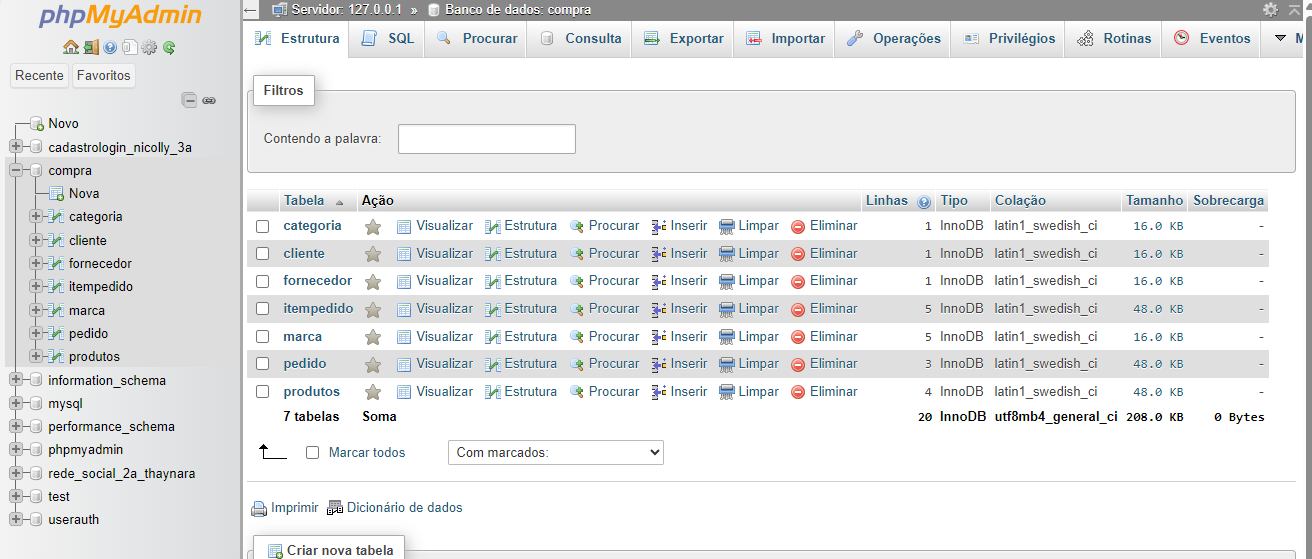 phpMyAdmin
Recente Favoritos
Novo
cadastrologin_nicolly_3a
compra
Nova
categoria
cliente
fornecedor
itempedido
marca
pedido
produtos
information_schema
mysql
performance_schema
phpmyadmin
rede_social_2a_thaynara
test
userauth
Servidor: 127.0.0.1 » Banco de dados: compra
Estrutura SQL Procurar Consulta Exportar Importar Operações Privilégios Rotinas Eventos M
Filtros
Contendo a palavra:
Tabela Ação Linhas Tipo Colação Tamanho Sobrecarga
categoria Visualizar Estrutura Procurar Inserir Limpar Eliminar 1 InnoDB latin1_swedish_ci 16.0 KB -
cliente Visualizar Estrutura Procurar Inserir Limpar Eliminar 1 InnoDB latin1_swedish_ci 16.0 KB -
fornecedor Visualizar Estrutura Procurar Inserir Limpar Eliminar 1 InnoDB latin1_swedish_ci 16.0 KB -
itempedido Visualizar Estrutura Procurar Inserir Limpar Eliminar 5 InnoDB latin1_swedish_ci 48.0 KB -
marca Visualizar Estrutura Procurar Inserir Limpar Eliminar 5 InnoDB latin1_swedish_ci 16.0 KB -
pedido Visualizar Estrutura Procurar Inserir Limpar Eliminar 3 InnoDB latin1_swedish_ci 48.0 KB -
produtos Visualizar Estrutura Procurar Inserir Limpar Eliminar 4 InnoDB latin1_swedish_ci 48.0 KB -
7 tabelas Soma 20 InnoDB utf8mb4_general_ci 208.0 KB 0 Bytes
Marcar todos Com marcados:
Imprimir Dicionário de dados
Criar nova tabela